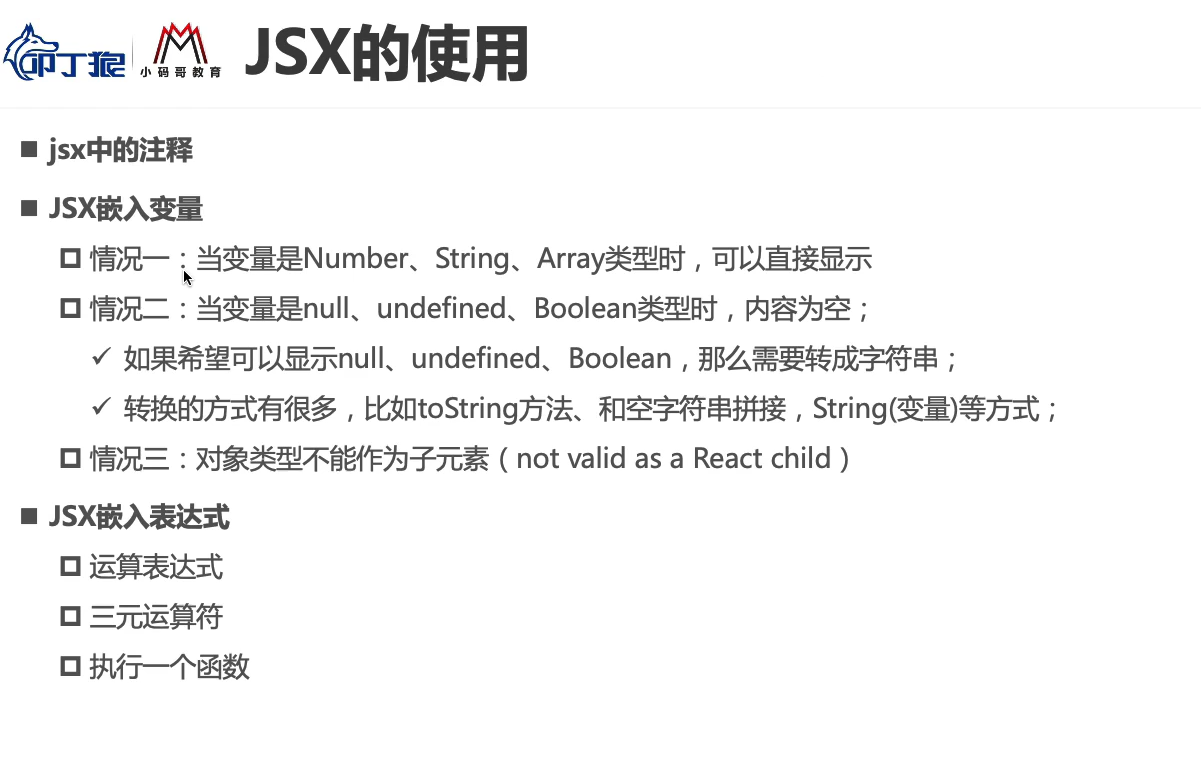 叩丁狼
小码哥教育
JSX的使用
jsx中的注释
JSX嵌入变量
情况一：当变量是Number、String、Array类型时，可以直接显示
情况二：当变量是null、undefined、Boolean类型时，内容为空；
如果希望可以显示null、undefined、Boolean，那么需要转成字符串；
转换的方式有很多，比如toString方法、和空字符串拼接，String(变量)等方式；
情况三：对象类型不能作为子元素（not valid as a React child）
JSX嵌入表达式
运算表达式
三元运算符
执行一个函数